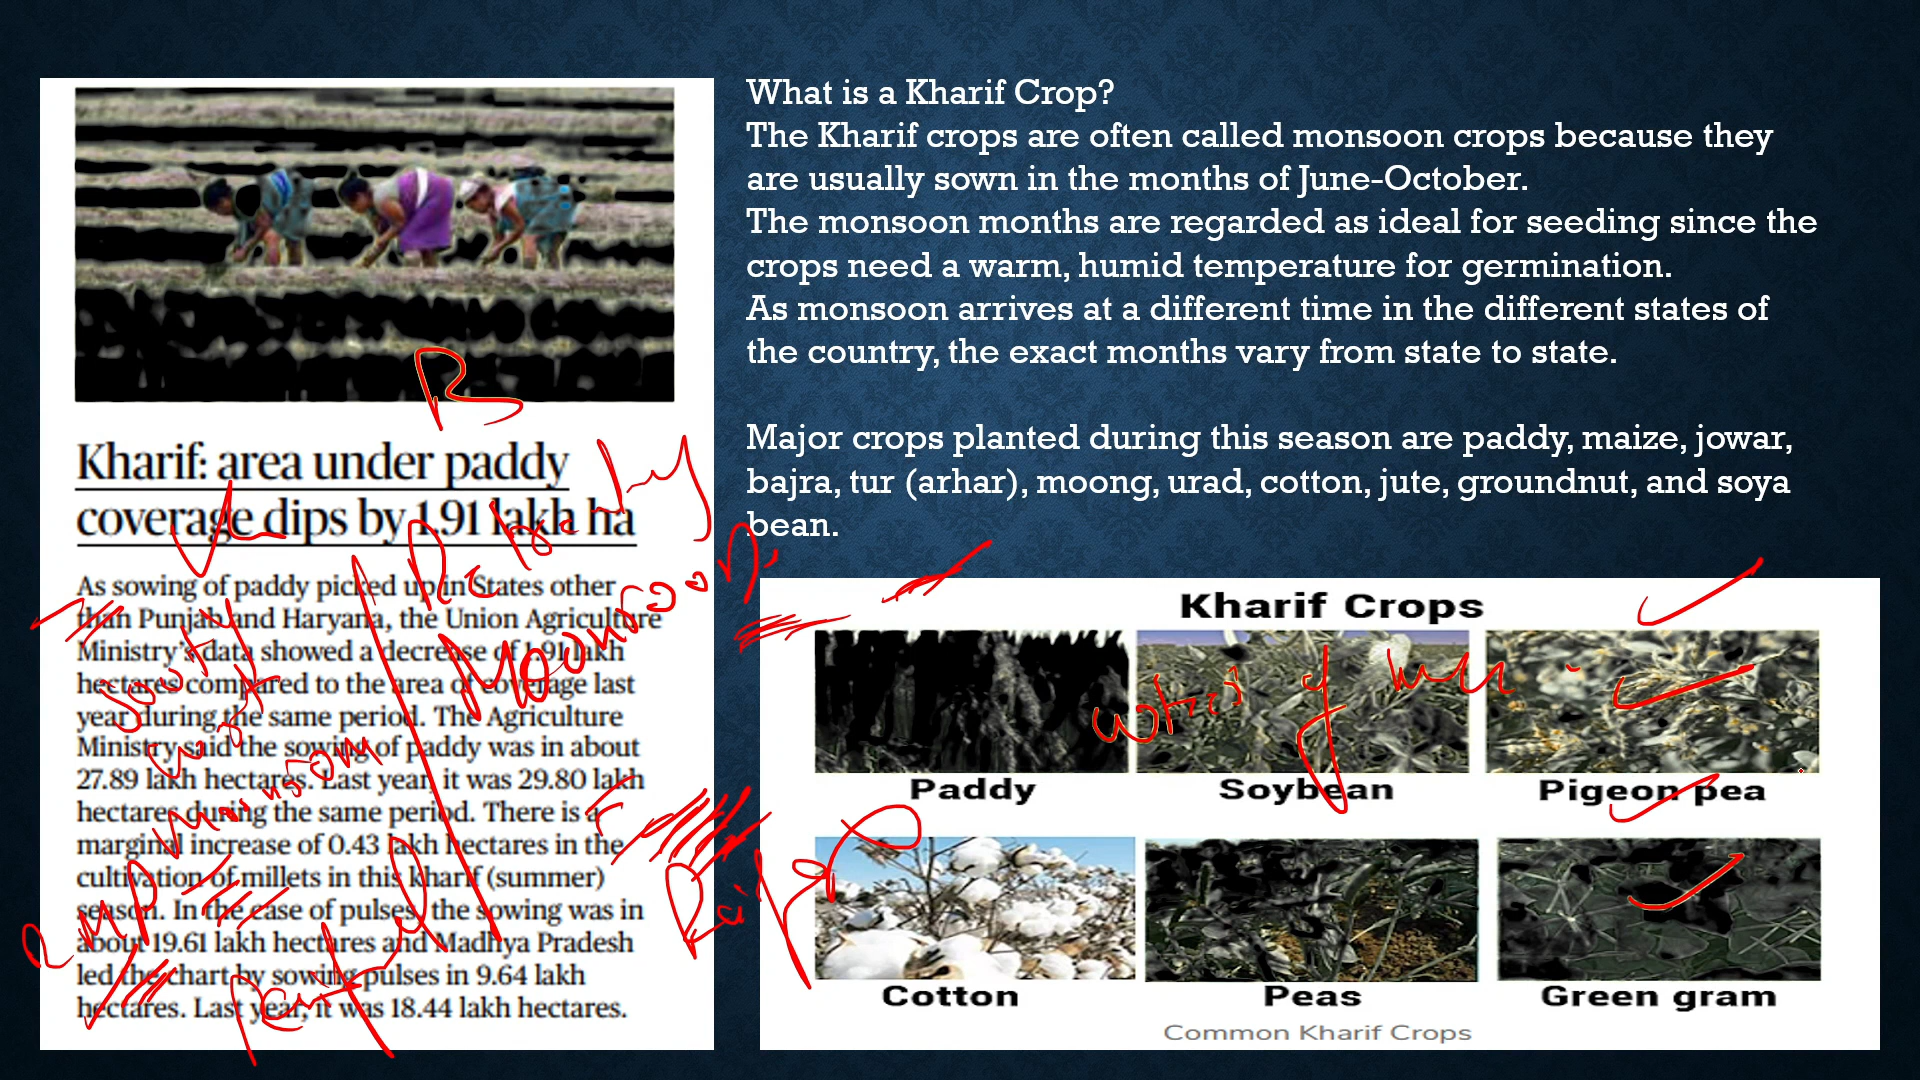 What is a Kharif Crop?
The Kharif crops are often called monsoon crops because they
are usually sown in the months of June-October.
The monsoon months are regarded as ideal for seeding since the
crops need a warm, humid temperature for germination.
As monsoon arrives at a different time in the different states of
the country, the exact months vary from state to state.
Major crops planted during this season are paddy, maize, jowar,
bajra, tur (arhar), moong, urad, cotton, jute, groundnut, and soya
bean.
Kharif: area under paddy
coverage dips by 1.91 lakh ha
As sowing of paddy picked up in States other
than Punjab and Haryana, the Union Agriculture
Ministry's data showed a decrease of 1.91 lakh
hectares compared to the area of coverage last
year during the same period. The Agriculture
Ministry said the sowing of paddy was in about
27.89 lakh hectares. Last year, it was 29.80 lakh
hectares during the same period. There is a
marginal increase of 0.43 lakh hectares in the
cultivation of millets in this kharif (summer)
season. In the case of pulses, the sowing was in
about 19.61 lakh hectares and Madhya Pradesh
led the chart by sowing pulses in 9.64 lakh
hectares. Last year, it was 18.44 lakh hectares.
Kharif Crops
Paddy Soybean Pigeon pea
Cotton Peas Green gram
Common Kharif Crops